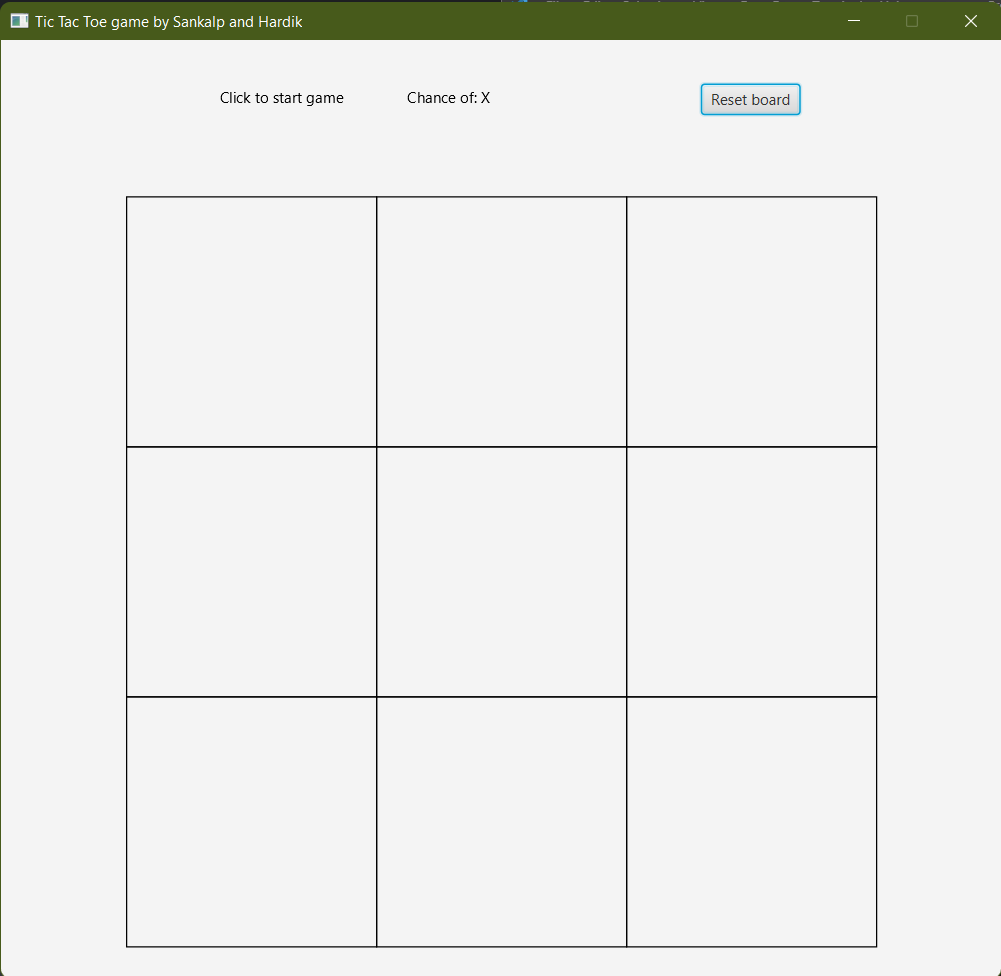 Tic Tac Toe game by Sankalp and Hardik
Click to start game
Chance of: X
Reset board